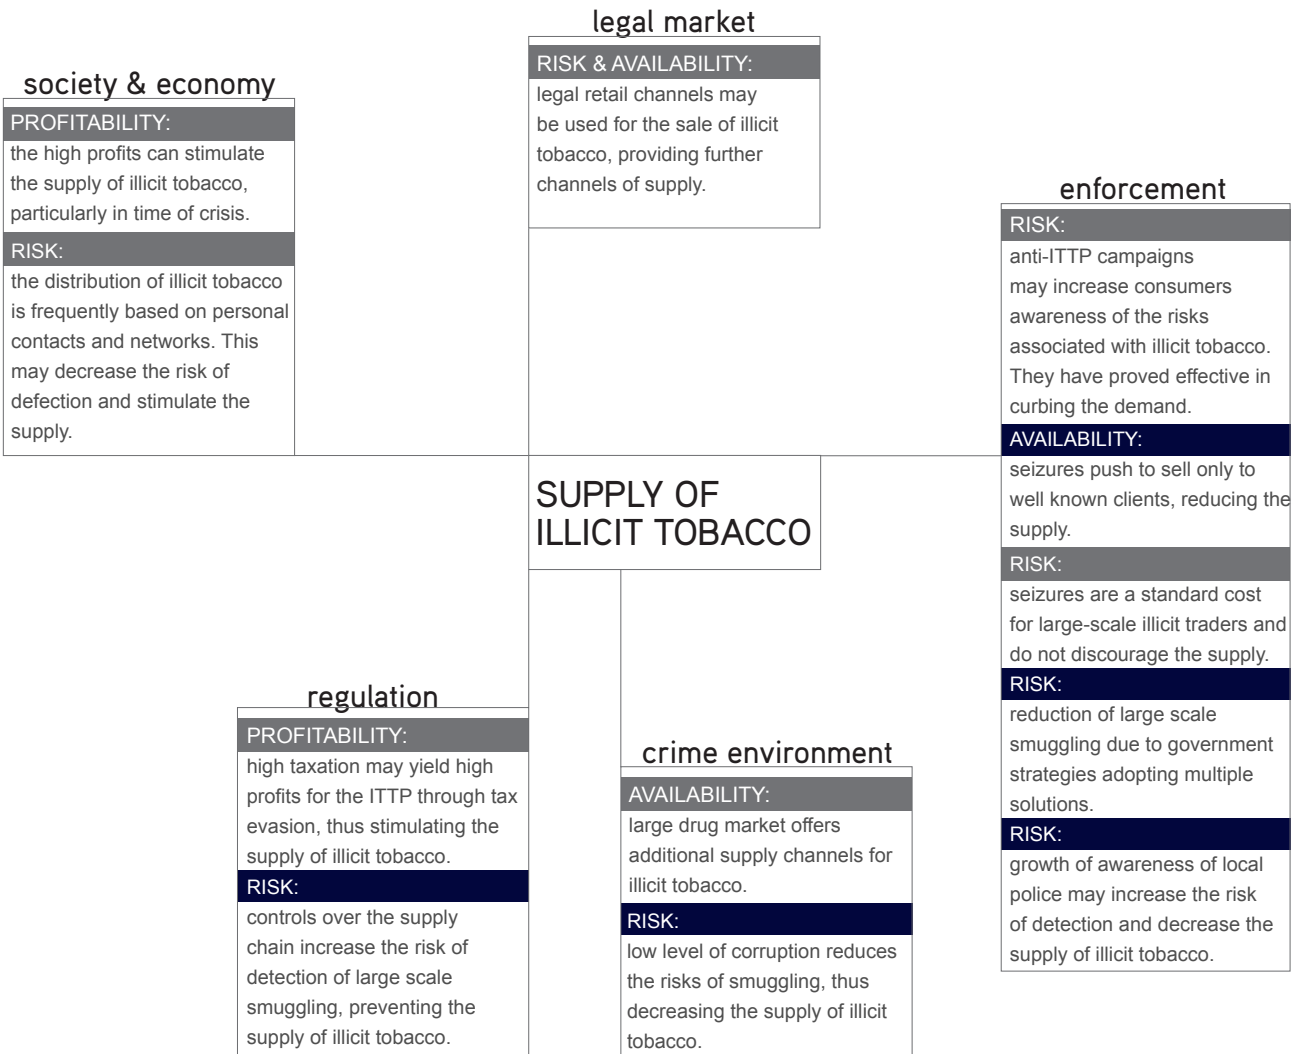 legal market
RISK & AVAILABILITY:
legal retail channels may
be used for the sale of illicit
tobacco, providing further
channels of supply.
society & economy
PROFITABILITY:
the high profits can stimulate
the supply of illicit tobacco,
particularly in time of crisis.
RISK:
the distribution of illicit tobacco
is frequently based on personal
contacts and networks. This
may decrease the risk of
defection and stimulate the
supply.
enforcement
RISK:
anti-ITTP campaigns
may increase consumers
awareness of the risks
associated with illicit tobacco.
They have proved effective in
curbing the demand.
AVAILABILITY:
seizures push to sell only to
well known clients, reducing the
supply.
RISK:
seizures are a standard cost
for large-scale illicit traders and
do not discourage the supply.
RISK:
reduction of large scale
smuggling due to government
strategies adopting multiple
solutions.
RISK:
growth of awareness of local
police may increase the risk
of detection and decrease the
supply of illicit tobacco.
SUPPLY OF
ILLICIT TOBACCO
regulation
PROFITABILITY:
high taxation may yield high
profits for the ITTP through tax
evasion, thus stimulating the
supply of illicit tobacco.
RISK:
controls over the supply
chain increase the risk of
detection of large scale
smuggling, preventing the
supply of illicit tobacco.
crime environment
AVAILABILITY:
large drug market offers
additional supply channels for
illicit tobacco.
RISK:
low level of corruption reduces
the risks of smuggling, thus
decreasing the supply of illicit
tobacco.